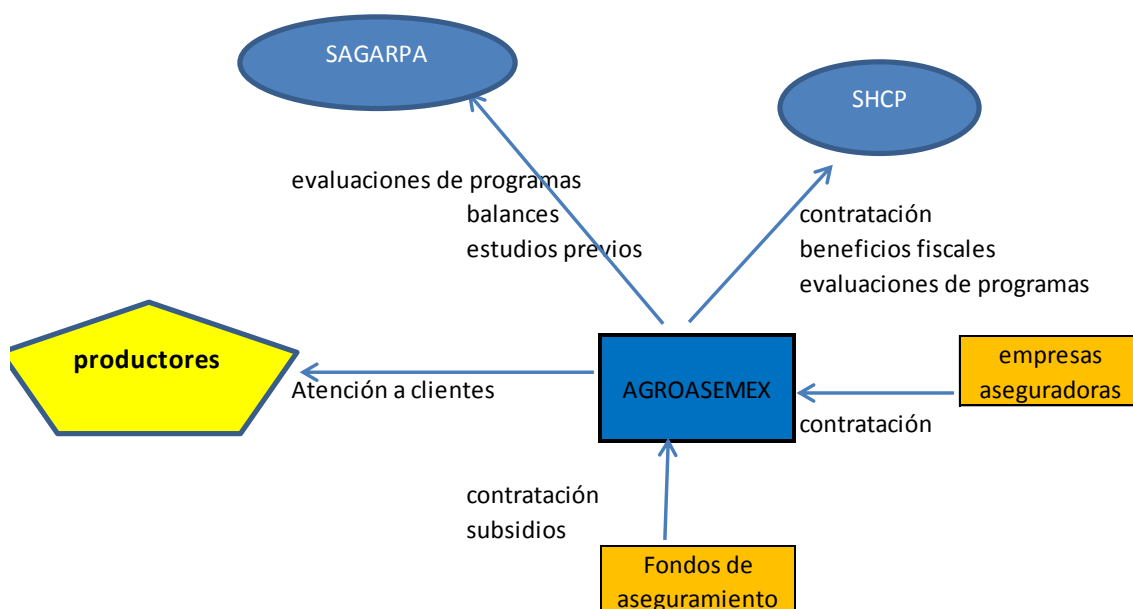 SAGARPA
SHCP
evaluaciones de programas
balances
estudios previos
contratación
beneficios fiscales
evaluaciones de programas
productores
Atención a clientes
AGROASEMEX
empresas
aseguradoras
contratación
contratación
subsidios
Fondos de
aseguramiento